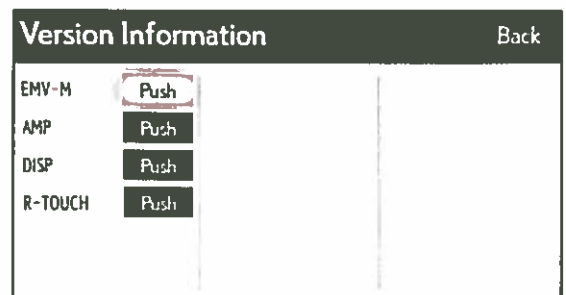 Version Information Back
EMV-M Push
AMP Push
DISP Push
R-TOUCH Push